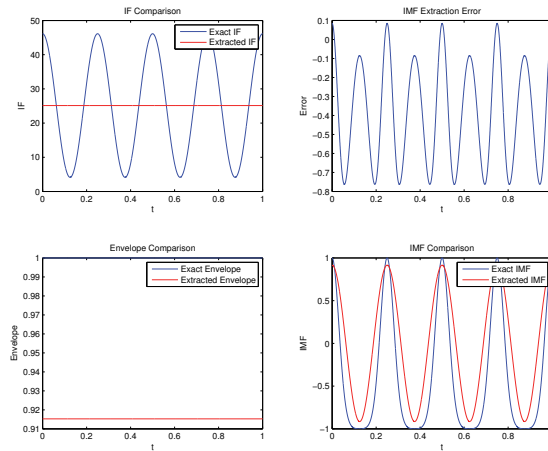 IF Comparison
50
40
30
20
10
0
IF
0
0.2
0.4
0.6
0.8
1
t
Exact IF
Extracted IF
IMF Extraction Error
0.1
0
−0.1
−0.2
−0.3
−0.4
−0.5
−0.6
−0.7
−0.8
Error
0
0.2
0.4
0.6
0.8
t
Envelope Comparison
1
0.99
0.98
0.97
0.96
0.95
0.94
0.93
0.92
0.91
Envelope
0
0.2
0.4
0.6
0.8
1
t
Exact Envelope
Extracted Envelope
IMF Comparison
1
0.5
0
−0.5
−1
IMF
0
0.2
0.4
0.6
0.8
t
Exact IMF
Extracted IMF